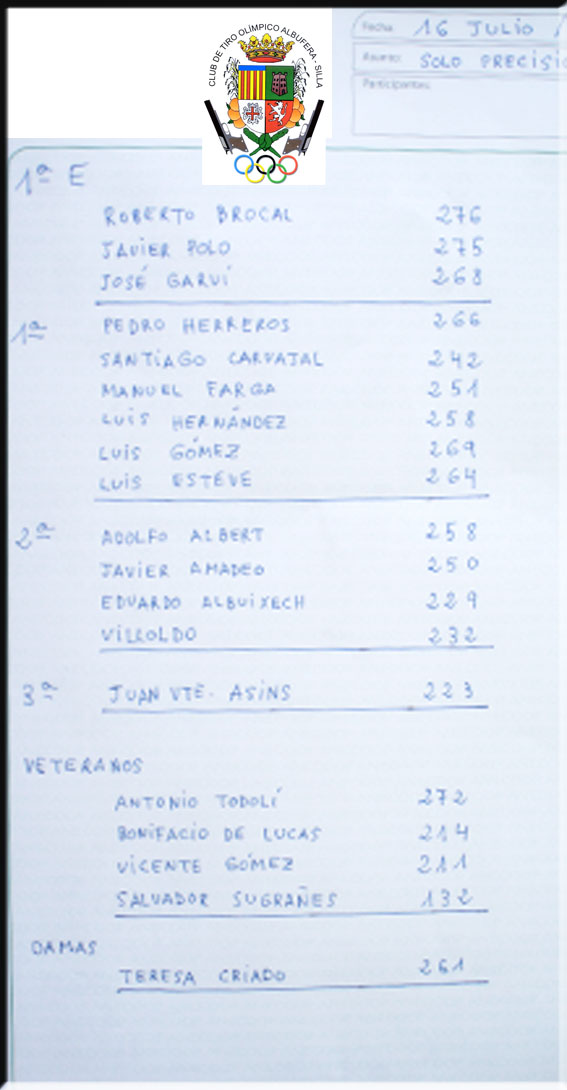 CLUB DE TIRO OLÍMPICO ALBUFERA - SILLA
Fecha: 16 JULIO /
Asunto: SOLO PRECISIO
Participantes:
1ª E
ROBERTO BROCAL 276
JAVIER POLO 275
JOSÉ GARVÍ 268
1ª PEDRO HERREROS 266
SANTIAGO CARVAJAL 242
MANUEL FARGA 251
LUIS HERNÁNDEZ 258
LUIS GÓMEZ 269
LUIS ESTEVE 264
2ª ADOLFO ALBERT 258
JAVIER AMADEO 250
EDUARDO ALBUIXECH 229
VILLOLDO 232
3ª JUAN VTE. ASINS 223
VETERANOS
ANTONIO TODOLÍ 272
BONIFACIO DE LUCAS 214
VICENTE GÓMEZ 211
SALVADOR SUGRAÑES 132
DAMAS
TERESA CRIADO 261